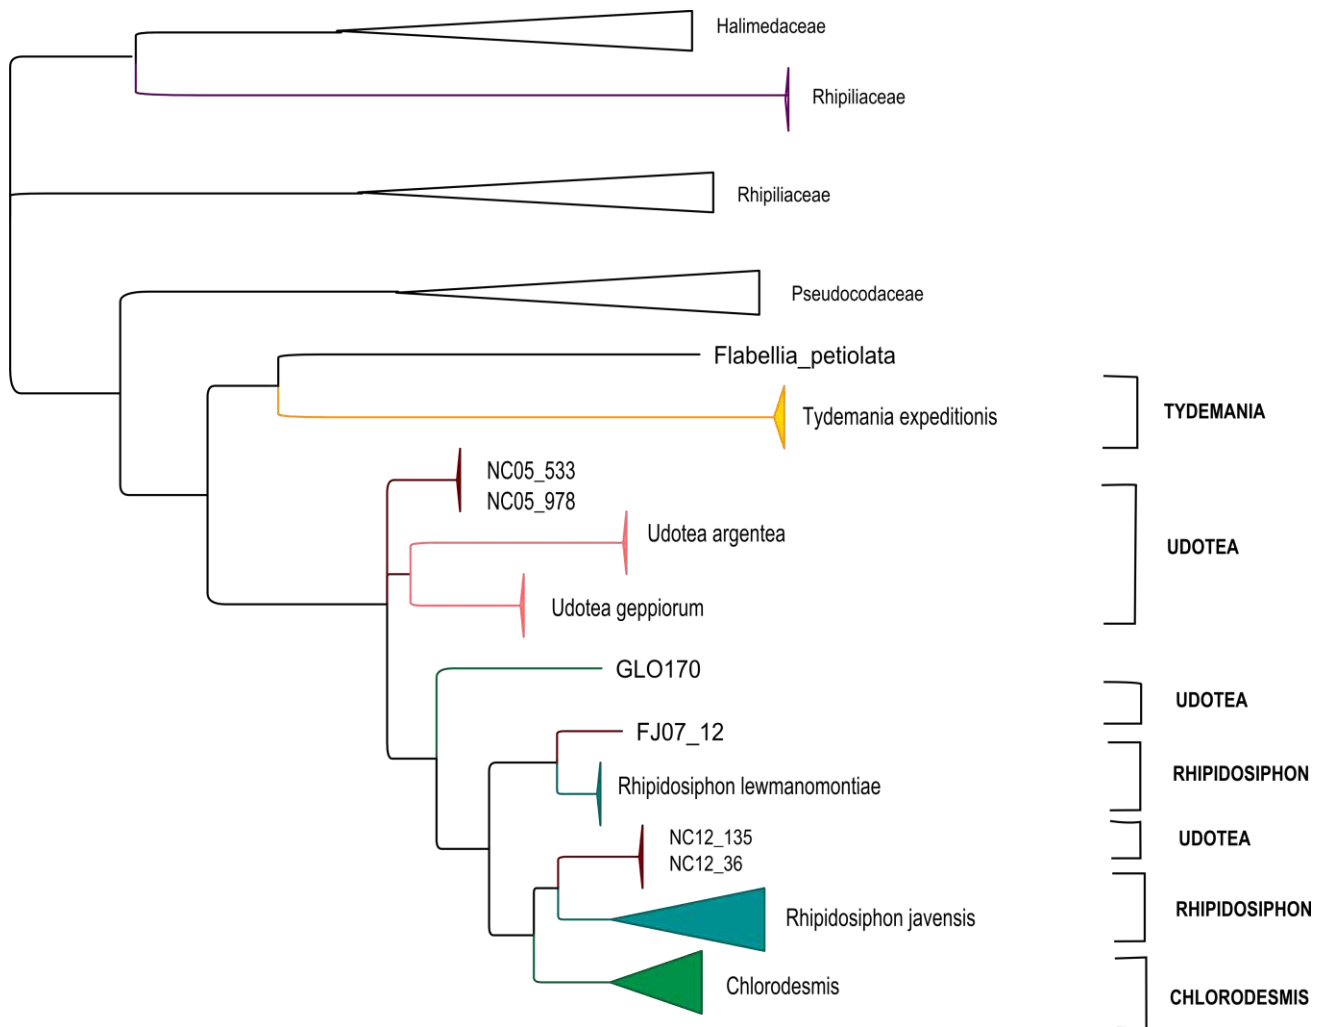 Halimedaceae
Rhipiliaceae
Rhipiliaceae
Pseudocodaceae
Flabellia_petiolata
Tydemania expeditionis
TYDEMANIA
NC05_533
NC05_978
Udotea argentea
UDOTEA
Udotea geppiorum
GLO170
UDOTEA
FJ07_12
RHIPIDOSIPHON
Rhipidosiphon lewmanomontiae
NC12_135
UDOTEA
NC12_36
Rhipidosiphon javensis
RHIPIDOSIPHON
Chlorodesmis
CHLORODESMIS